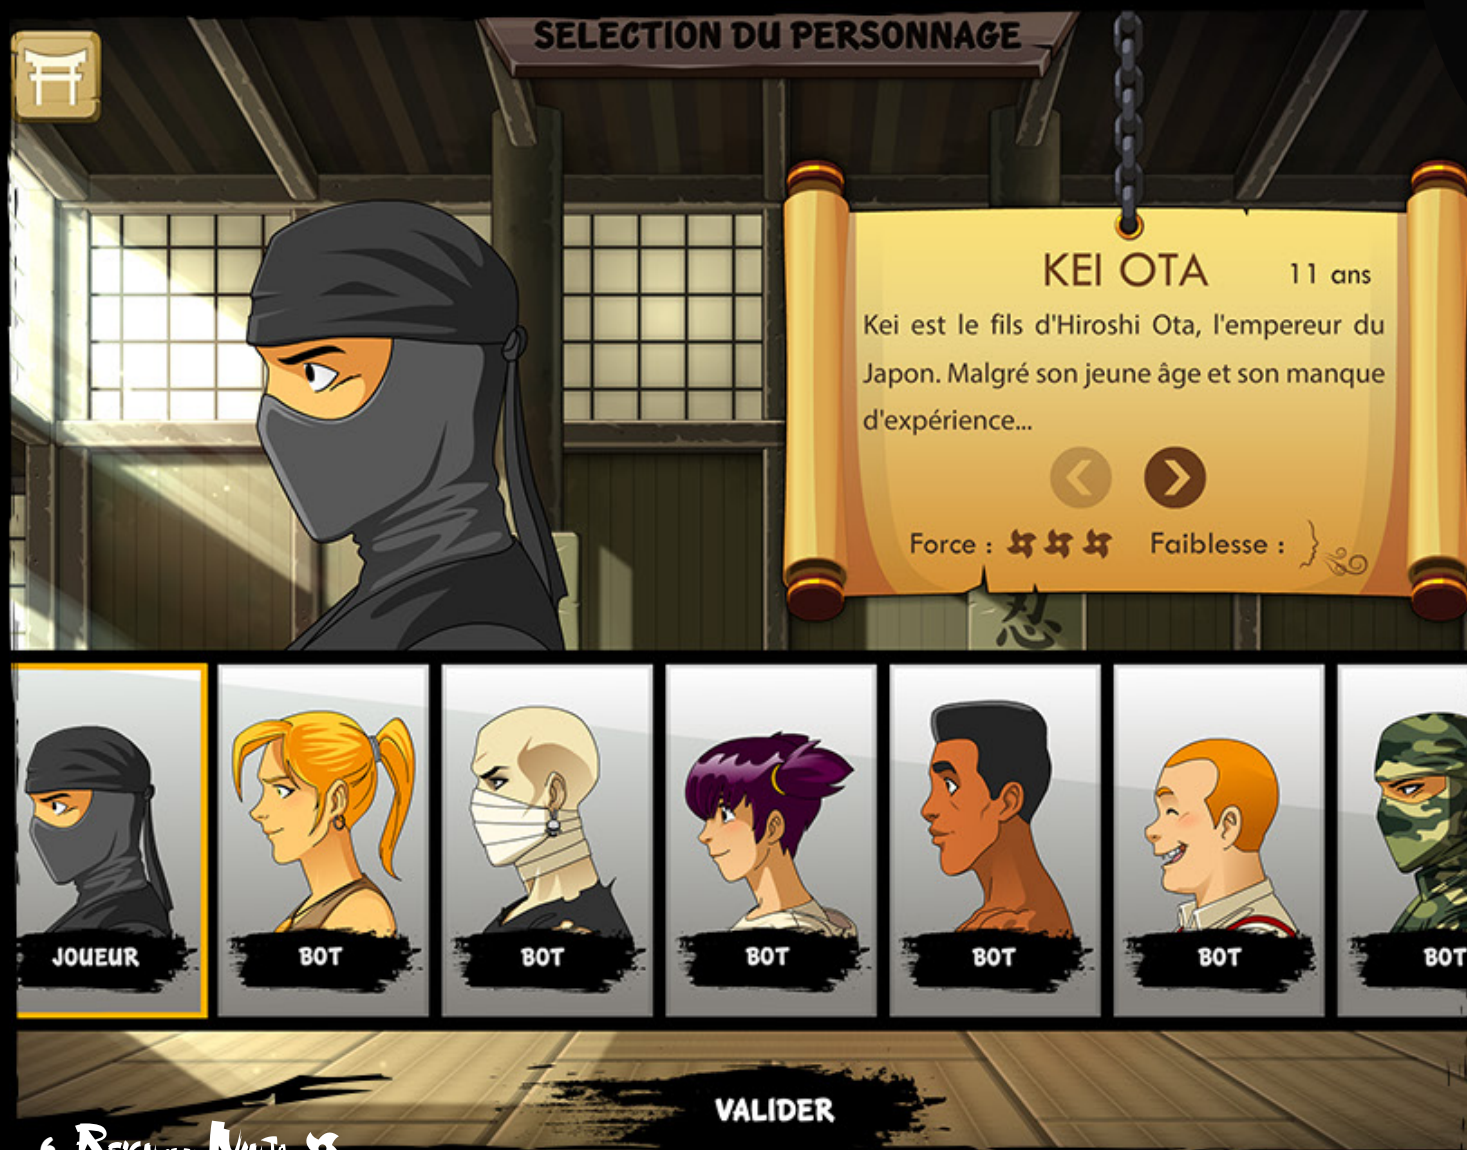 SELECTION DU PERSONNAGE
KEI OTA
11 ans
Kei est le fils d'Hiroshi Ota, l'empereur du
Japon. Malgré son jeune âge et son manque
d'expérience...
Force :
Faiblesse :
忍
JOUEUR
BOT
BOT
BOT
BOT
BOT
BOT
VALIDER